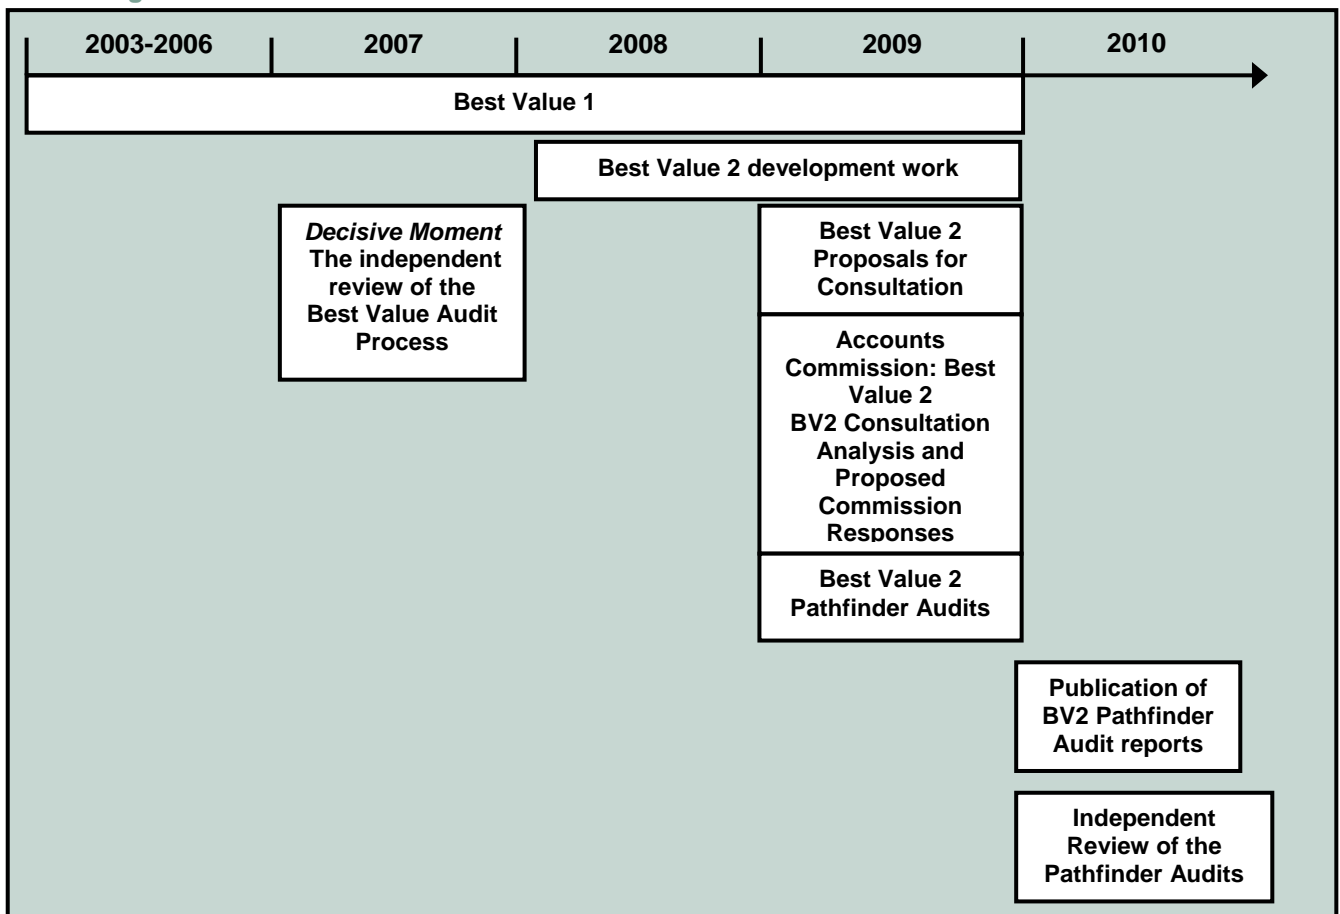 2003-2006 2007 2008 2009 2010
Best Value 1
Best Value 2 development work
Decisive Moment
The independent
review of the
Best Value Audit
Process
Best Value 2
Proposals for
Consultation
Accounts
Commission: Best
Value 2
BV2 Consultation
Analysis and
Proposed
Commission
Responses
Best Value 2
Pathfinder Audits
Publication of
BV2 Pathfinder
Audit reports
Independent
Review of the
Pathfinder Audits